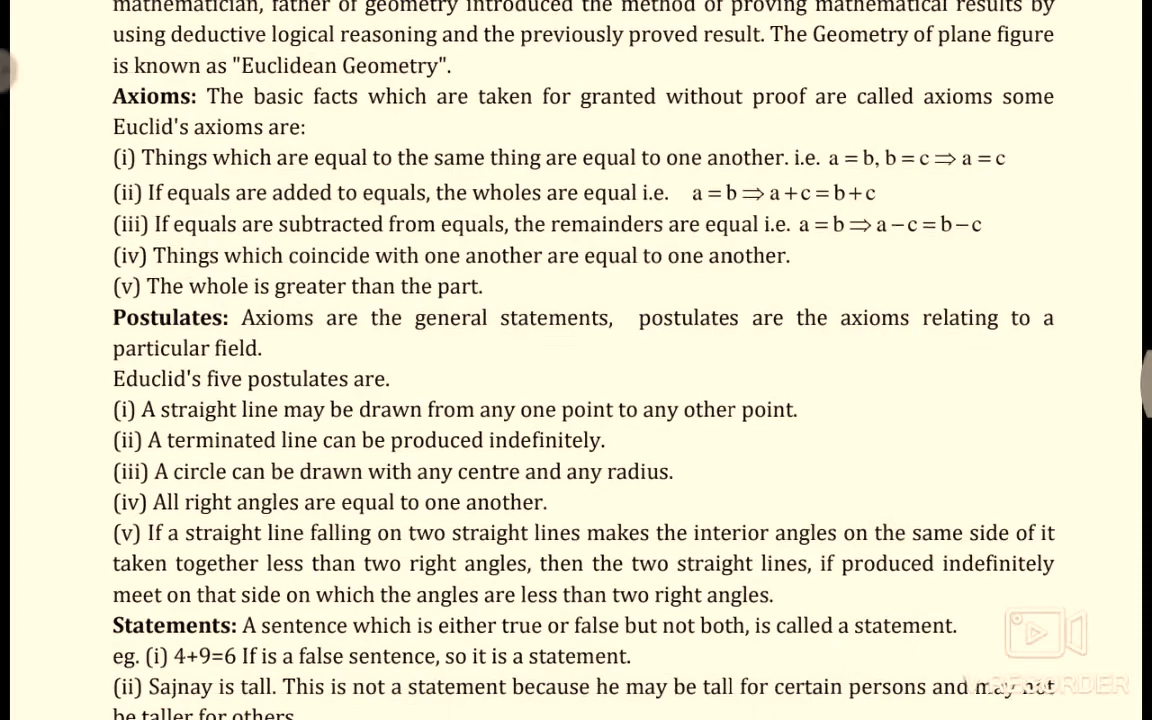 mathematician, father of geometry introduced the method of proving mathematical results by
using deductive logical reasoning and the previously proved result. The Geometry of plane figure
is known as "Euclidean Geometry".
Axioms: The basic facts which are taken for granted without proof are called axioms some
Euclid's axioms are:
(i) Things which are equal to the same thing are equal to one another. i.e. a = b, b = c ⇒ a = c
(ii) If equals are added to equals, the wholes are equal i.e. a = b ⇒ a + c = b + c
(iii) If equals are subtracted from equals, the remainders are equal i.e. a = b ⇒ a − c = b − c
(iv) Things which coincide with one another are equal to one another.
(v) The whole is greater than the part.
Postulates: Axioms are the general statements, postulates are the axioms relating to a
particular field.
Educlid's five postulates are.
(i) A straight line may be drawn from any one point to any other point.
(ii) A terminated line can be produced indefinitely.
(iii) A circle can be drawn with any centre and any radius.
(iv) All right angles are equal to one another.
(v) If a straight line falling on two straight lines makes the interior angles on the same side of it
taken together less than two right angles, then the two straight lines, if produced indefinitely
meet on that side on which the angles are less than two right angles.
Statements: A sentence which is either true or false but not both, is called a statement.
eg. (i) 4+9=6 If is a false sentence, so it is a statement.
(ii) Sajnay is tall. This is not a statement because he may be tall for certain persons and may not
be taller for others